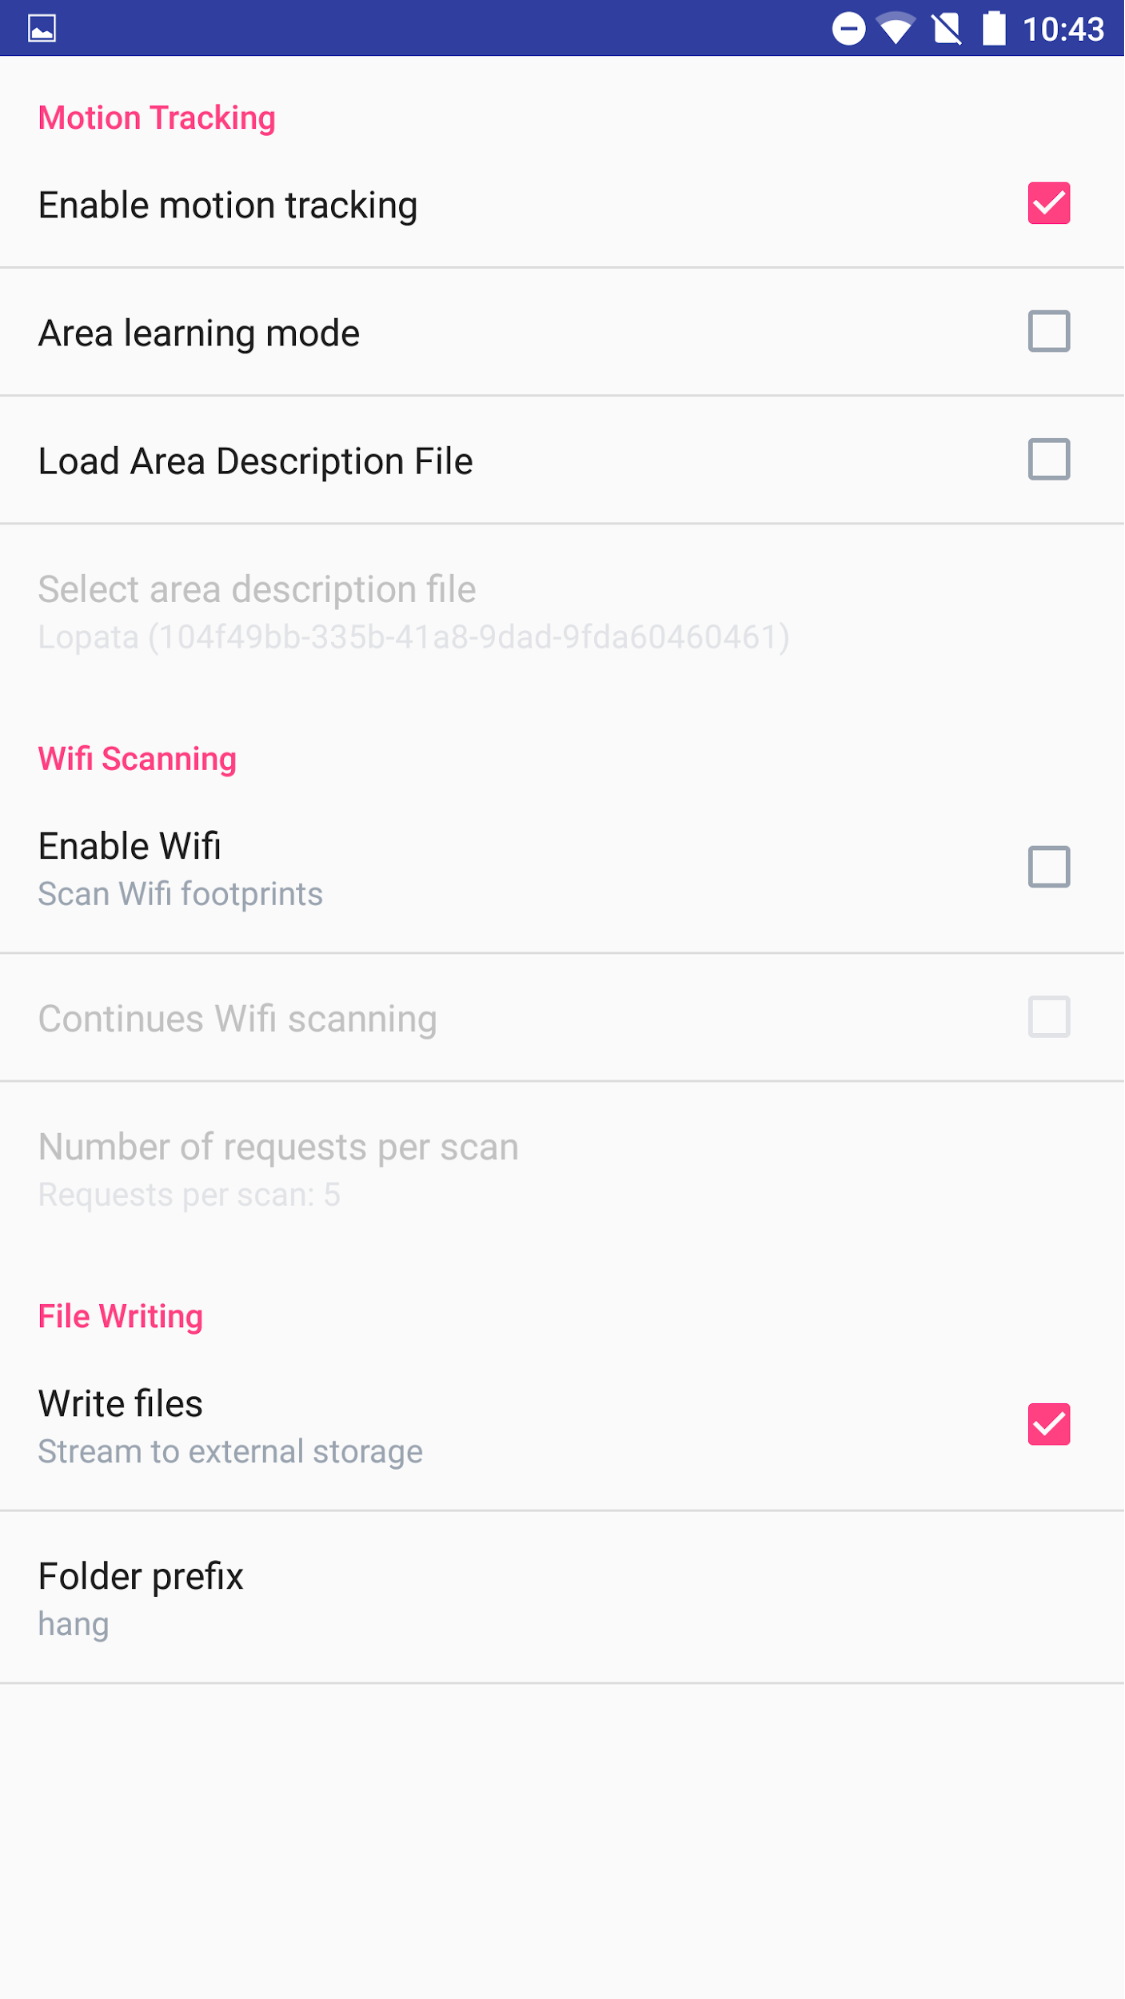 10:43
Motion Tracking
Enable motion tracking
Area learning mode
Load Area Description File
Select area description file
Lopata (104f49bb-335b-41a8-9dad-9fda60460461)
Wifi Scanning
Enable Wifi
Scan Wifi footprints
Continues Wifi scanning
Number of requests per scan
Requests per scan: 5
File Writing
Write files
Stream to external storage
Folder prefix
hang